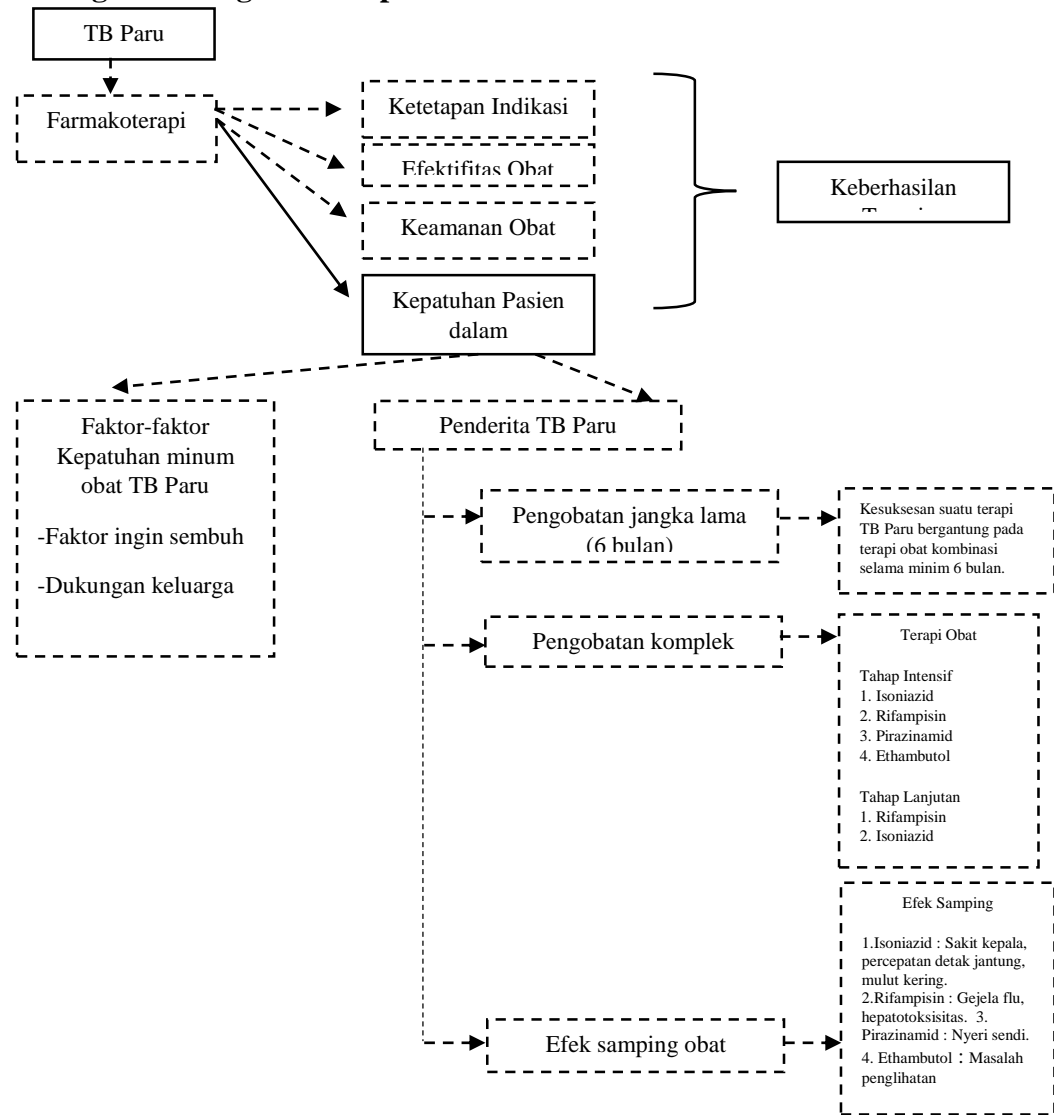 TB Paru
Farmakoterapi
Ketetapan Indikasi
Efektifitas Obat
Keamanan Obat
Kepatuhan Pasien
dalam
Keberhasilan
Faktor-faktor
Kepatuhan minum
obat TB Paru
-Faktor ingin sembuh
-Dukungan keluarga
Penderita TB Paru
Pengobatan jangka lama
(6 bulan)
Kesuksesan suatu terapi
TB Paru bergantung pada
terapi obat kombinasi
selama minim 6 bulan.
Pengobatan komplek
Terapi Obat
Tahap Intensif
1. Isoniazid
2. Rifampisin
3. Pirazinamid
4. Ethambutol
Tahap Lanjutan
1. Rifampisin
2. Isoniazid
Efek samping obat
Efek Samping
1.Isoniazid : Sakit kepala,
percepatan detak jantung,
mulut kering.
2.Rifampisin : Gejela flu,
hepatotoksisitas. 3.
Pirazinamid : Nyeri sendi.
4. Ethambutol : Masalah
penglihatan